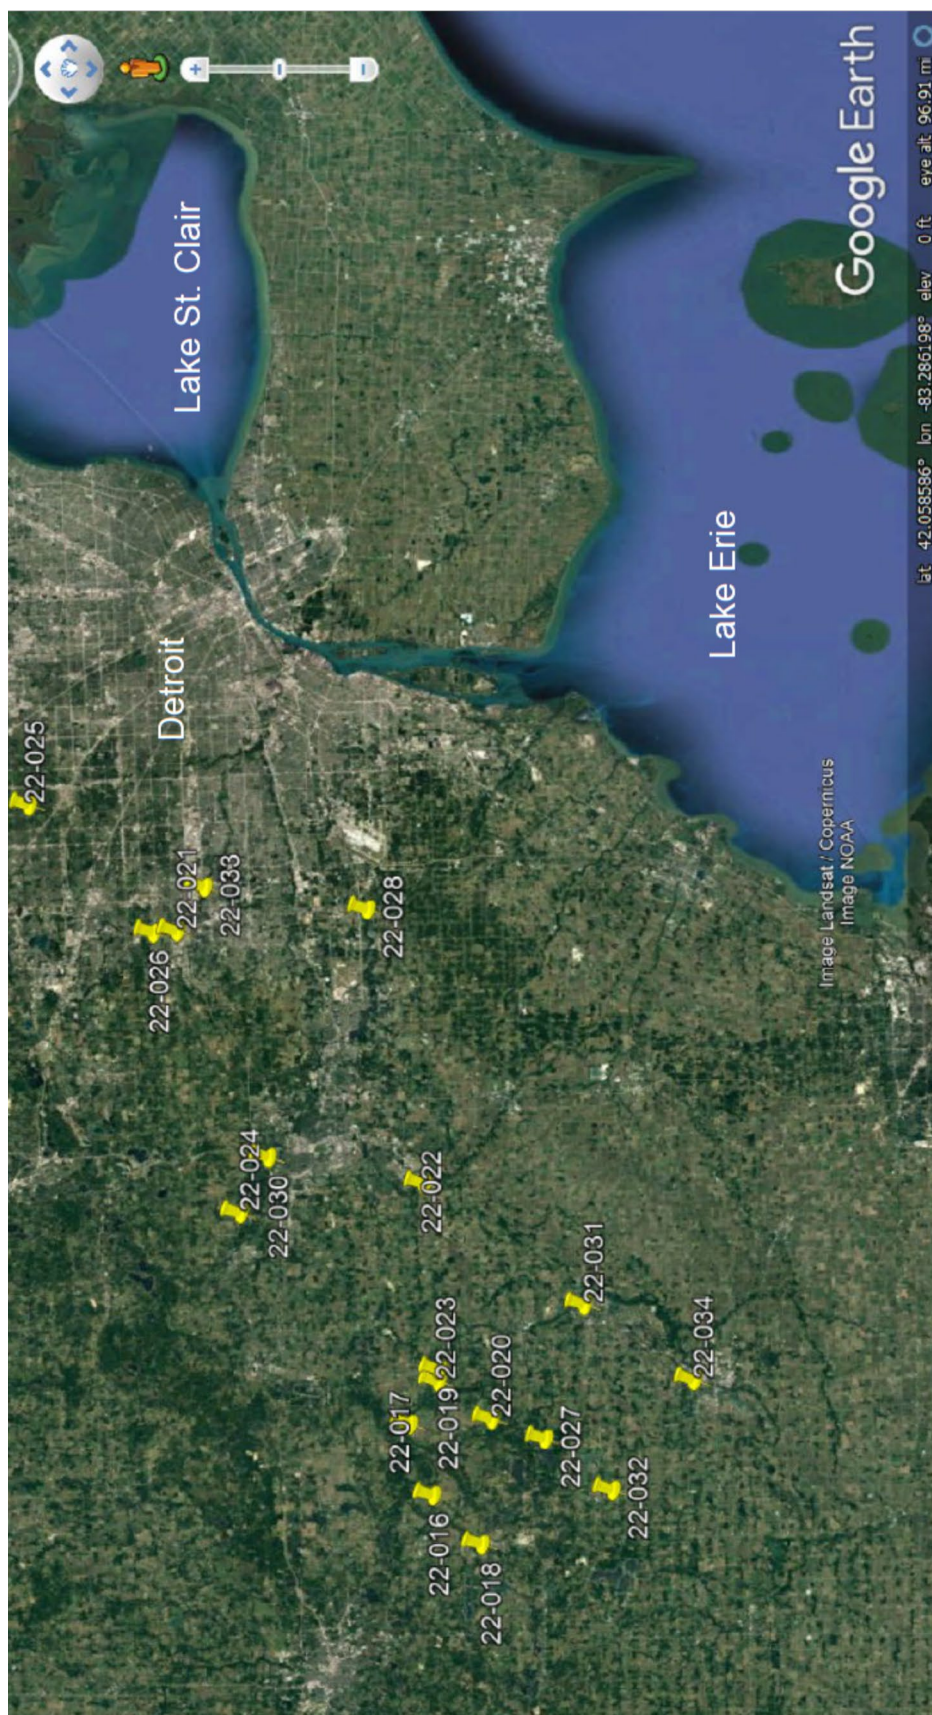 22-025
Lake St. Clair
Detroit
22-021
22-026
22-033
22-024
22-030
22-028
22-017
22-023
22-022
22-016
22-019
22-020
22-018
22-027
22-031
22-032
22-034
Lake Erie
Image Landsat / Copernicus
Image NOAA
Google Earth
lat 42.058586° lon -83.286198° elev 0 ft eye alt 96.91 mi